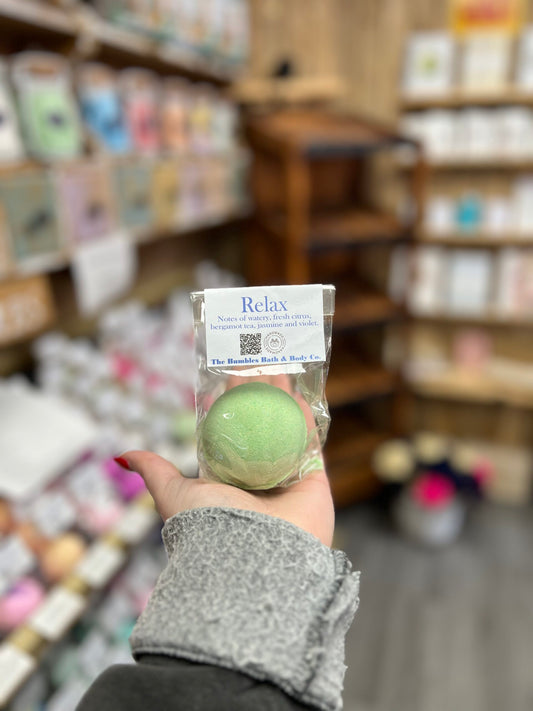 Relax
Notes of watery, fresh citrus,
bergamot tea, jasmine and violet.
The Bumbles Bath & Body Co.